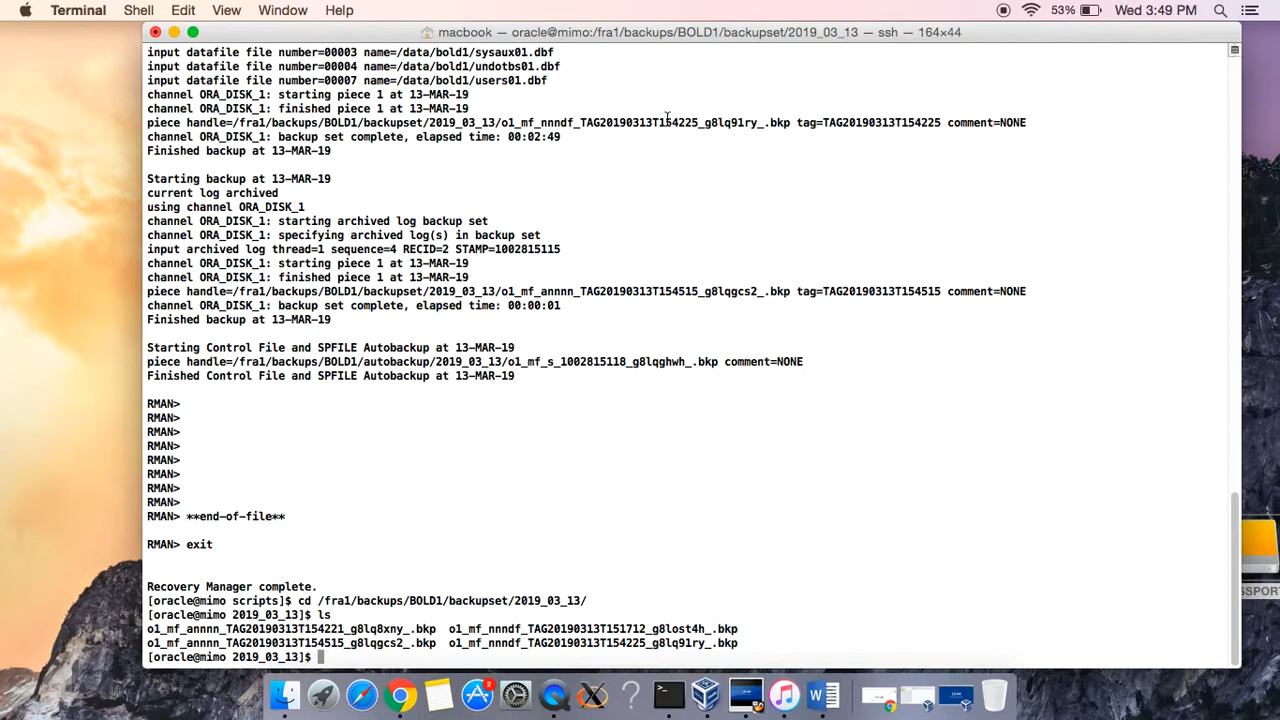 Terminal Shell Edit View Window Help 53% Wed 3:49 PM
macbook — oracle@mimo:/fra1/backups/BOLD1/backupset/2019_03_13 — ssh — 164×44
input datafile file number=00003 name=/data/bold1/sysaux01.dbf
input datafile file number=00004 name=/data/bold1/undotbs01.dbf
input datafile file number=00007 name=/data/bold1/users01.dbf
channel ORA_DISK_1: starting piece 1 at 13-MAR-19
channel ORA_DISK_1: finished piece 1 at 13-MAR-19
piece handle=/fra1/backups/BOLD1/backupset/2019_03_13/o1_mf_nnndf_TAG20190313T154225_g8lq91ry_.bkp tag=TAG20190313T154225 comment=NONE
channel ORA_DISK_1: backup set complete, elapsed time: 00:02:49
Finished backup at 13-MAR-19
Starting backup at 13-MAR-19
current log archived
using channel ORA_DISK_1
channel ORA_DISK_1: starting archived log backup set
channel ORA_DISK_1: specifying archived log(s) in backup set
input archived log thread=1 sequence=4 RECID=2 STAMP=1002815115
channel ORA_DISK_1: starting piece 1 at 13-MAR-19
channel ORA_DISK_1: finished piece 1 at 13-MAR-19
piece handle=/fra1/backups/BOLD1/backupset/2019_03_13/o1_mf_annnn_TAG20190313T154515_g8lqgcs2_.bkp tag=TAG20190313T154515 comment=NONE
channel ORA_DISK_1: backup set complete, elapsed time: 00:00:01
Finished backup at 13-MAR-19
Starting Control File and SPFILE Autobackup at 13-MAR-19
piece handle=/fra1/backups/BOLD1/autobackup/2019_03_13/o1_mf_s_1002815118_g8lqghwh_.bkp comment=NONE
Finished Control File and SPFILE Autobackup at 13-MAR-19
RMAN>
RMAN>
RMAN>
RMAN>
RMAN>
RMAN>
RMAN>
RMAN>
RMAN> **end-of-file**
RMAN> exit
Recovery Manager complete.
[oracle@mimo scripts]$ cd /fra1/backups/BOLD1/backupset/2019_03_13/
[oracle@mimo 2019_03_13]$ ls
o1_mf_annnn_TAG20190313T154221_g8lq8xny_.bkp o1_mf_nnndf_TAG20190313T151712_g8lost4h_.bkp
o1_mf_annnn_TAG20190313T154515_g8lqgcs2_.bkp o1_mf_nnndf_TAG20190313T154225_g8lq91ry_.bkp
[oracle@mimo 2019_03_13]$
SSPORT
2